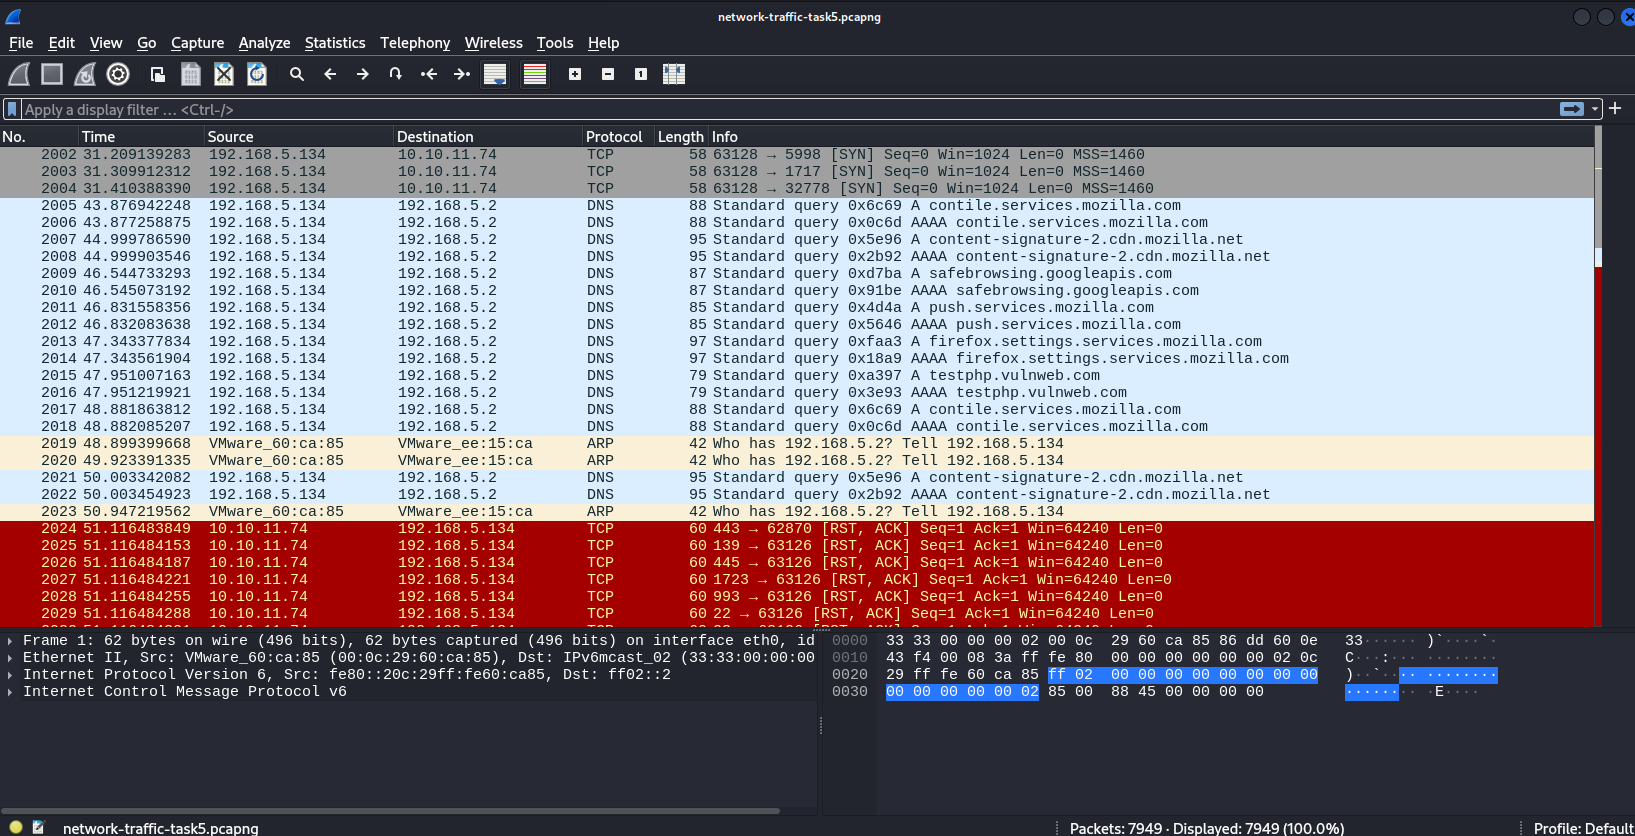 network-traffic-task5.pcapng
File Edit View Go Capture Analyze Statistics Telephony Wireless Tools Help
Apply a display filter … <Ctrl-/>
No. Time Source Destination Protocol Length Info
2002 31.209139283 192.168.5.134 10.10.11.74 TCP 58 63128 → 5998 [SYN] Seq=0 Win=1024 Len=0 MSS=1460
2003 31.309912312 192.168.5.134 10.10.11.74 TCP 58 63128 → 1717 [SYN] Seq=0 Win=1024 Len=0 MSS=1460
2004 31.410388390 192.168.5.134 10.10.11.74 TCP 58 63128 → 32778 [SYN] Seq=0 Win=1024 Len=0 MSS=1460
2005 43.876942248 192.168.5.134 192.168.5.2 DNS 88 Standard query 0x6c69 A contile.services.mozilla.com
2006 43.877258875 192.168.5.134 192.168.5.2 DNS 88 Standard query 0x0c6d AAAA contile.services.mozilla.com
2007 44.999786590 192.168.5.134 192.168.5.2 DNS 95 Standard query 0x5e96 A content-signature-2.cdn.mozilla.net
2008 44.999903546 192.168.5.134 192.168.5.2 DNS 95 Standard query 0x2b92 AAAA content-signature-2.cdn.mozilla.net
2009 46.544733293 192.168.5.134 192.168.5.2 DNS 87 Standard query 0xd7ba A safebrowsing.googleapis.com
2010 46.545073192 192.168.5.134 192.168.5.2 DNS 87 Standard query 0x91be AAAA safebrowsing.googleapis.com
2011 46.831558356 192.168.5.134 192.168.5.2 DNS 85 Standard query 0x4d4a A push.services.mozilla.com
2012 46.832083638 192.168.5.134 192.168.5.2 DNS 85 Standard query 0x5646 AAAA push.services.mozilla.com
2013 47.343377834 192.168.5.134 192.168.5.2 DNS 97 Standard query 0xfaa3 A firefox.settings.services.mozilla.com
2014 47.343561904 192.168.5.134 192.168.5.2 DNS 97 Standard query 0x18a9 AAAA firefox.settings.services.mozilla.com
2015 47.951007163 192.168.5.134 192.168.5.2 DNS 79 Standard query 0xa397 A testphp.vulnweb.com
2016 47.951219921 192.168.5.134 192.168.5.2 DNS 79 Standard query 0x3e93 AAAA testphp.vulnweb.com
2017 48.881863812 192.168.5.134 192.168.5.2 DNS 88 Standard query 0x6c69 A contile.services.mozilla.com
2018 48.882085207 192.168.5.134 192.168.5.2 DNS 88 Standard query 0x0c6d AAAA contile.services.mozilla.com
2019 48.899399668 VMware_60:ca:85 VMware_ee:15:ca ARP 42 Who has 192.168.5.2? Tell 192.168.5.134
2020 49.923391335 VMware_60:ca:85 VMware_ee:15:ca ARP 42 Who has 192.168.5.2? Tell 192.168.5.134
2021 50.003342082 192.168.5.134 192.168.5.2 DNS 95 Standard query 0x5e96 A content-signature-2.cdn.mozilla.net
2022 50.003454923 192.168.5.134 192.168.5.2 DNS 95 Standard query 0x2b92 AAAA content-signature-2.cdn.mozilla.net
2023 50.947219562 VMware_60:ca:85 VMware_ee:15:ca ARP 42 Who has 192.168.5.2? Tell 192.168.5.134
2024 51.116483849 10.10.11.74 192.168.5.134 TCP 60 443 → 62870 [RST, ACK] Seq=1 Ack=1 Win=64240 Len=0
2025 51.116484153 10.10.11.74 192.168.5.134 TCP 60 139 → 63126 [RST, ACK] Seq=1 Ack=1 Win=64240 Len=0
2026 51.116484187 10.10.11.74 192.168.5.134 TCP 60 445 → 63126 [RST, ACK] Seq=1 Ack=1 Win=64240 Len=0
2027 51.116484221 10.10.11.74 192.168.5.134 TCP 60 1723 → 63126 [RST, ACK] Seq=1 Ack=1 Win=64240 Len=0
2028 51.116484255 10.10.11.74 192.168.5.134 TCP 60 993 → 63126 [RST, ACK] Seq=1 Ack=1 Win=64240 Len=0
2029 51.116484288 10.10.11.74 192.168.5.134 TCP 60 22 → 63126 [RST, ACK] Seq=1 Ack=1 Win=64240 Len=0
Frame 1: 62 bytes on wire (496 bits), 62 bytes captured (496 bits) on interface eth0, id
Ethernet II, Src: VMware_60:ca:85 (00:0c:29:60:ca:85), Dst: IPv6mcast_02 (33:33:00:00:00
Internet Protocol Version 6, Src: fe80::20c:29ff:fe60:ca85, Dst: ff02::2
Internet Control Message Protocol v6
0000 33 33 00 00 00 02 00 0c 29 60 ca 85 86 dd 60 0e 33······ )`····`·
0010 43 f4 00 08 3a ff fe 80 00 00 00 00 00 00 02 0c C···:··· ········
0020 29 ff fe 60 ca 85 ff 02 00 00 00 00 00 00 00 00 )··`···· ········
0030 00 00 00 00 00 02 85 00 88 45 00 00 00 00 ········ ·E····
network-traffic-task5.pcapng
Packets: 7949 · Displayed: 7949 (100.0%)
Profile: Default